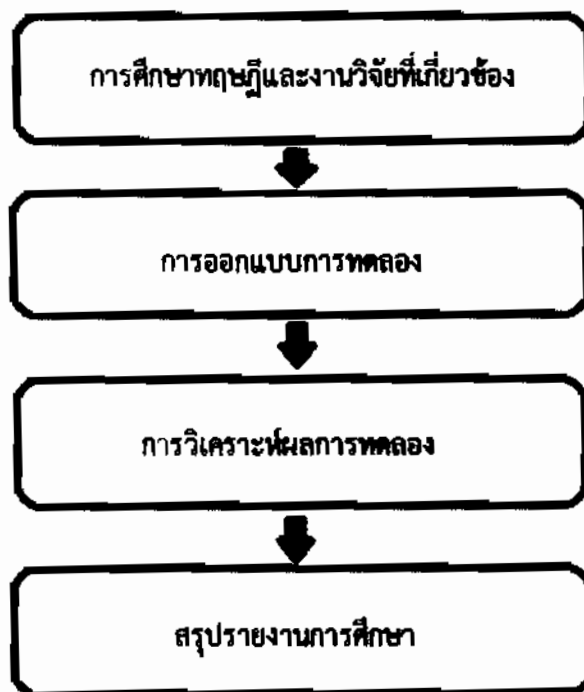 การศึกษาทฤษฎีและงานวิจัยที่เกี่ยวข้อง
การออกแบบการทดลอง
การวิเคราะห์ผลการทดลอง
สรุปรายงานการศึกษา